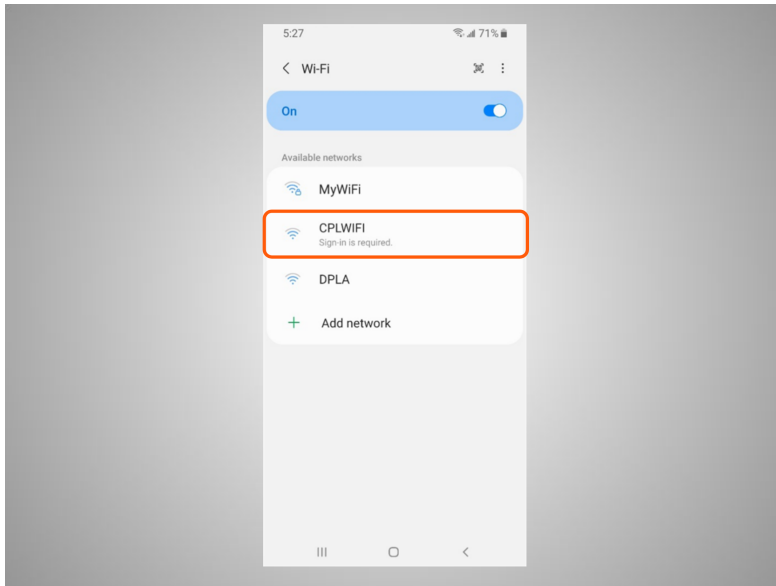 5:27 71%
Wi-Fi
On
Available networks
MyWiFi
CPLWIFI
Sign-in is required.
DPLA
Add network